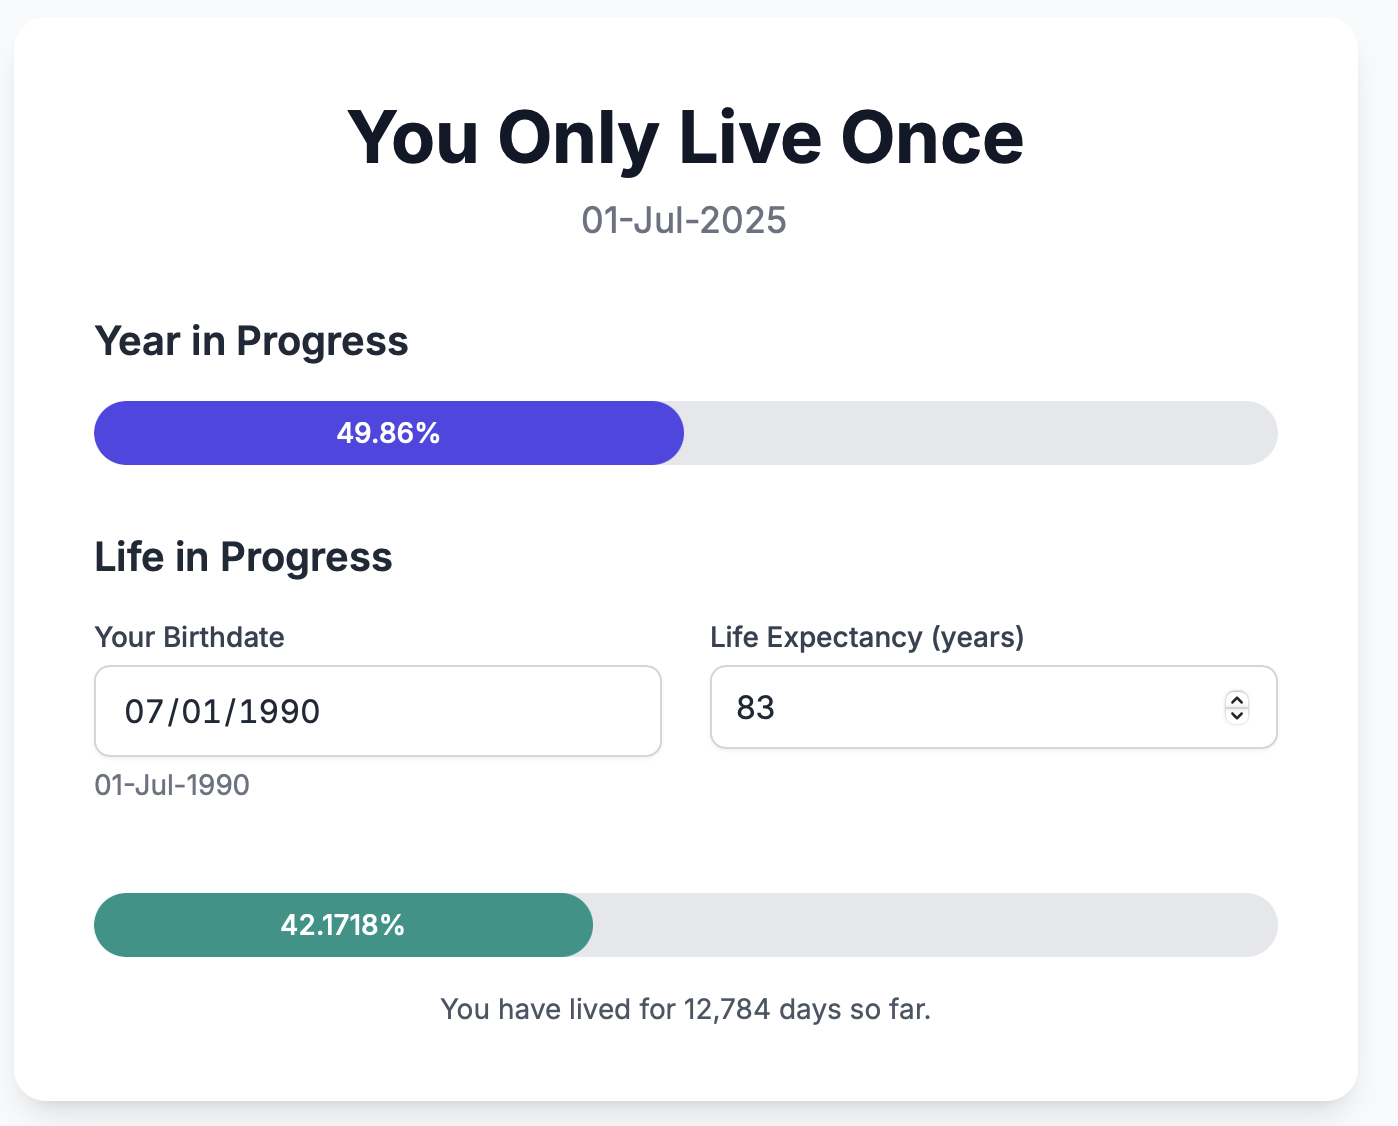 You Only Live Once
01-Jul-2025
Year in Progress
49.86%
Life in Progress
Your Birthdate
Life Expectancy (years)
07/01/1990
83
01-Jul-1990
42.1718%
You have lived for 12,784 days so far.